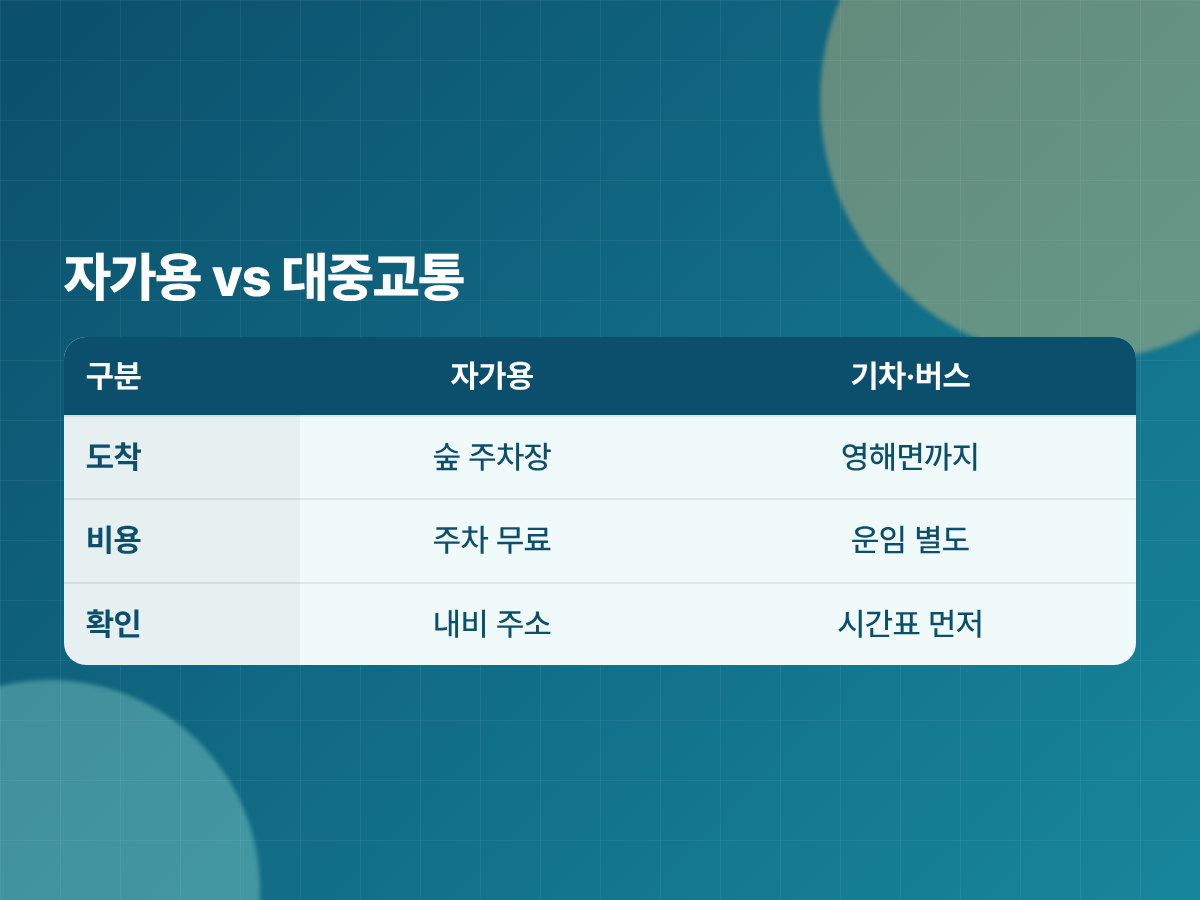 자가용 vs 대중교통
구분 자가용 기차·버스
도착 숲 주차장 영해면까지
비용 주차 무료 운임 별도
확인 내비 주소 시간표 먼저